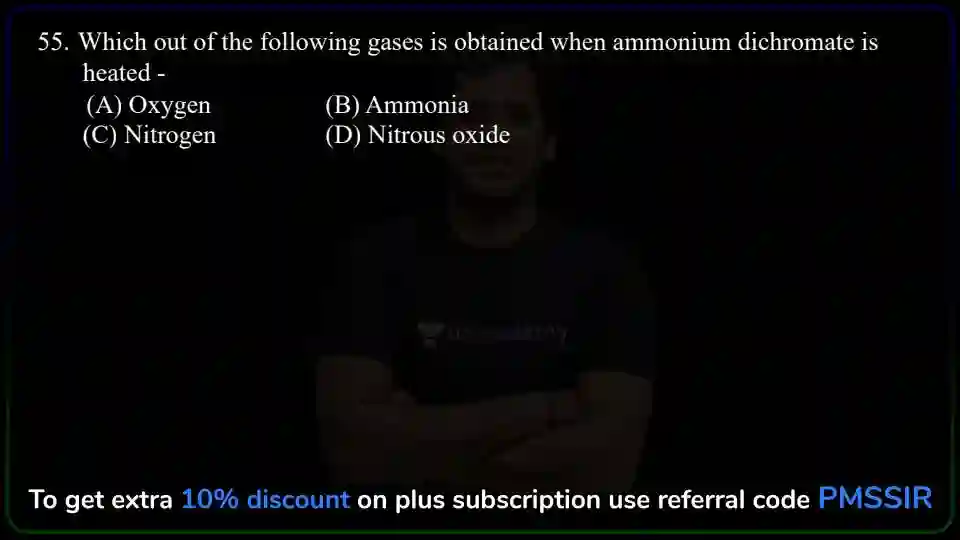 55. Which out of the following gases is obtained when ammonium dichromate is
heated -
(A) Oxygen (B) Ammonia
(C) Nitrogen (D) Nitrous oxide
To get extra 10% discount on plus subscription use referral code PMSSIR